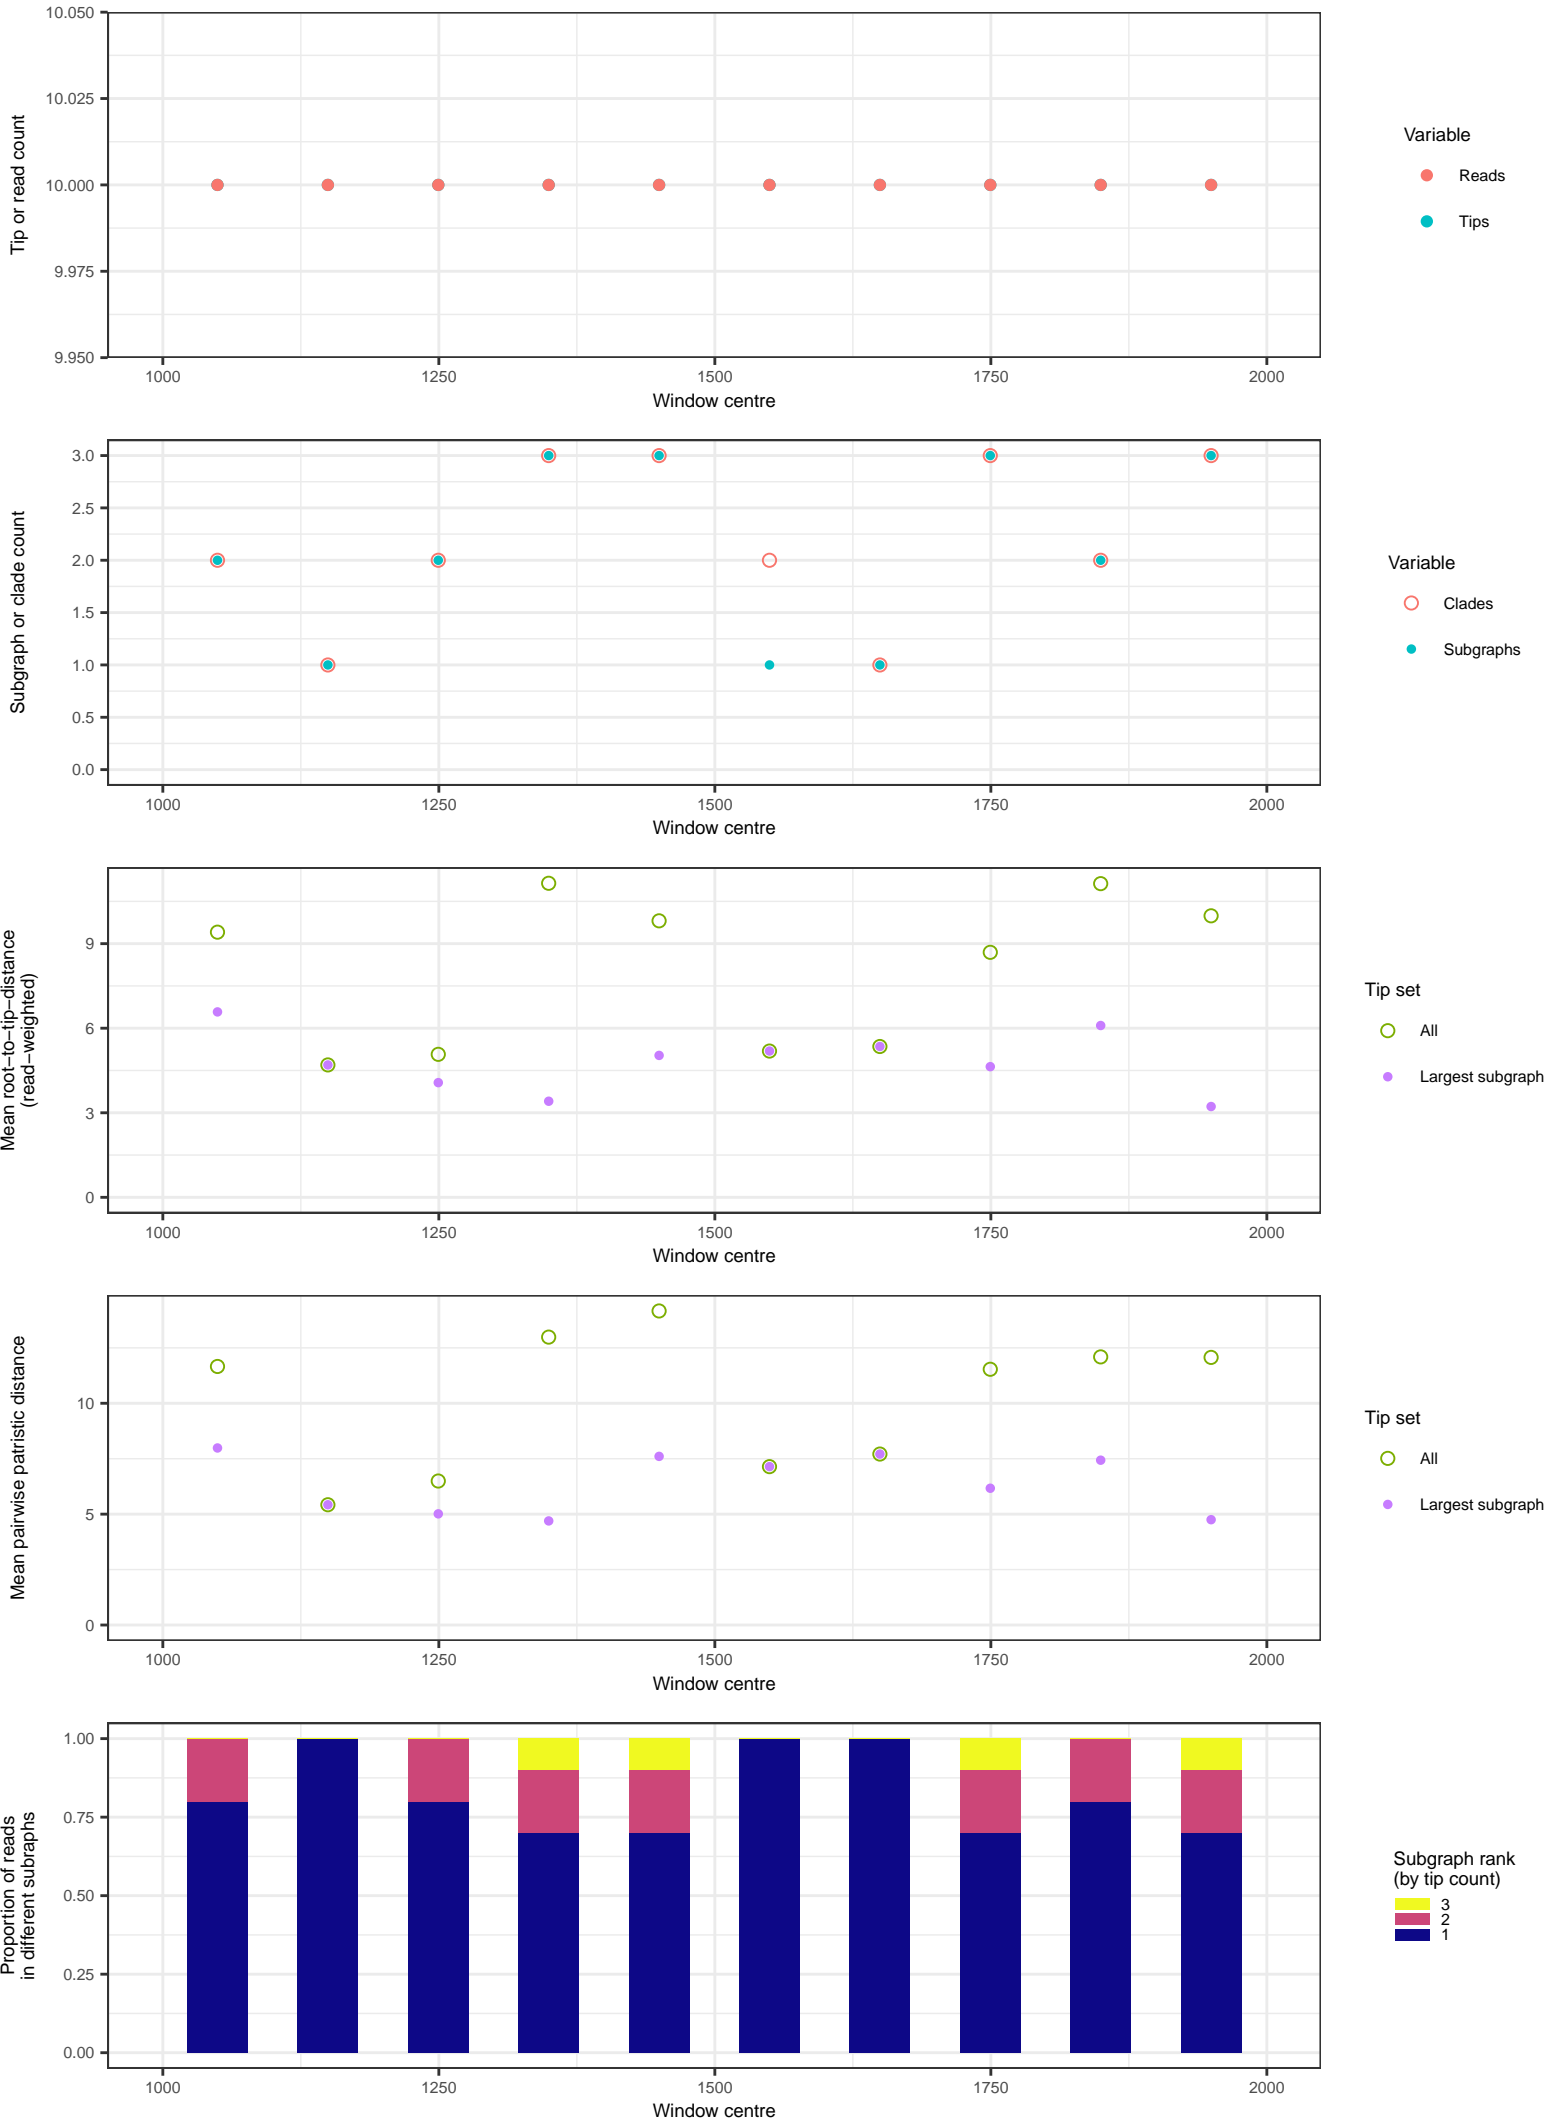 10.050
10.025
10.000
9.975
9.950
Tip or read count
1000 1250 1500 1750 2000
Window centre
Variable
Reads
Tips
3.0
2.5
2.0
1.5
1.0
0.5
0.0
Subgraph or clade count
1000 1250 1500 1750 2000
Window centre
Variable
Clades
Subgraphs
9
6
3
0
Mean root−to−tip−distance
(read−weighted)
1000 1250 1500 1750 2000
Window centre
Tip set
All
Largest subgraph
10
5
0
Mean pairwise patristic distance
1000 1250 1500 1750 2000
Window centre
Tip set
All
Largest subgraph
1.00
0.75
0.50
0.25
0.00
Proportion of reads
in different subraphs
1000 1250 1500 1750 2000
Window centre
Subgraph rank
(by tip count)
3
2
1